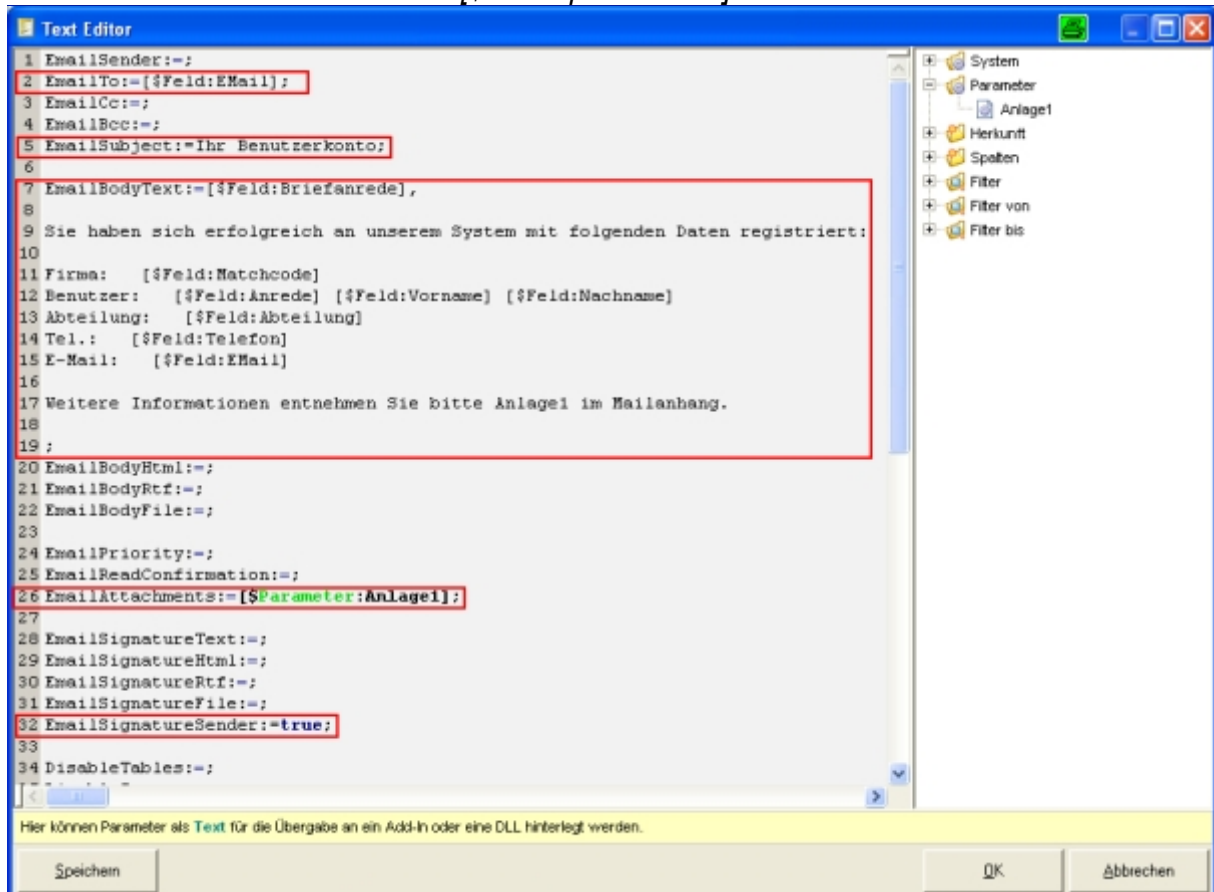 Text Editor
1 EmailSender:=;
2 EmailTo:=[$Feld:EMail];
3 EmailCc:=;
4 EmailBcc:=;
5 EmailSubject:=Ihr Benutzerkonto;
6
7 EmailBodyText:=[$Feld:Briefanrede],
8
9 Sie haben sich erfolgreich an unserem System mit folgenden Daten registriert:
10
11 Firma: [$Feld:Matchcode]
12 Benutzer: [$Feld:Anrede] [$Feld:Vorname] [$Feld:Nachname]
13 Abteilung: [$Feld:Abteilung]
14 Tel.: [$Feld:Telefon]
15 E-Mail: [$Feld:EMail]
16
17 Weitere Informationen entnehmen Sie bitte Anlage1 im Mailanhang.
18
19 ;
20 EmailBodyHtml:=;
21 EmailBodyRtf:=;
22 EmailBodyFile:=;
23
24 EmailPriority:=;
25 EmailReadConfirmation:=;
26 EmailAttachments:=[$Parameter:Anlage1];
27
28 EmailSignatureText:=;
29 EmailSignatureHtml:=;
30 EmailSignatureRtf:=;
31 EmailSignatureFile:=;
32 EmailSignatureSender:=true;
33
34 DisableTables:=;
System
Parameter
Anlage1
Herkunft
Spalten
Filter
Filter von
Filter bis
Hier können Parameter als Text für die Übergabe an ein Add-In oder eine DLL hinterlegt werden.
Speichern
OK
Abbrechen